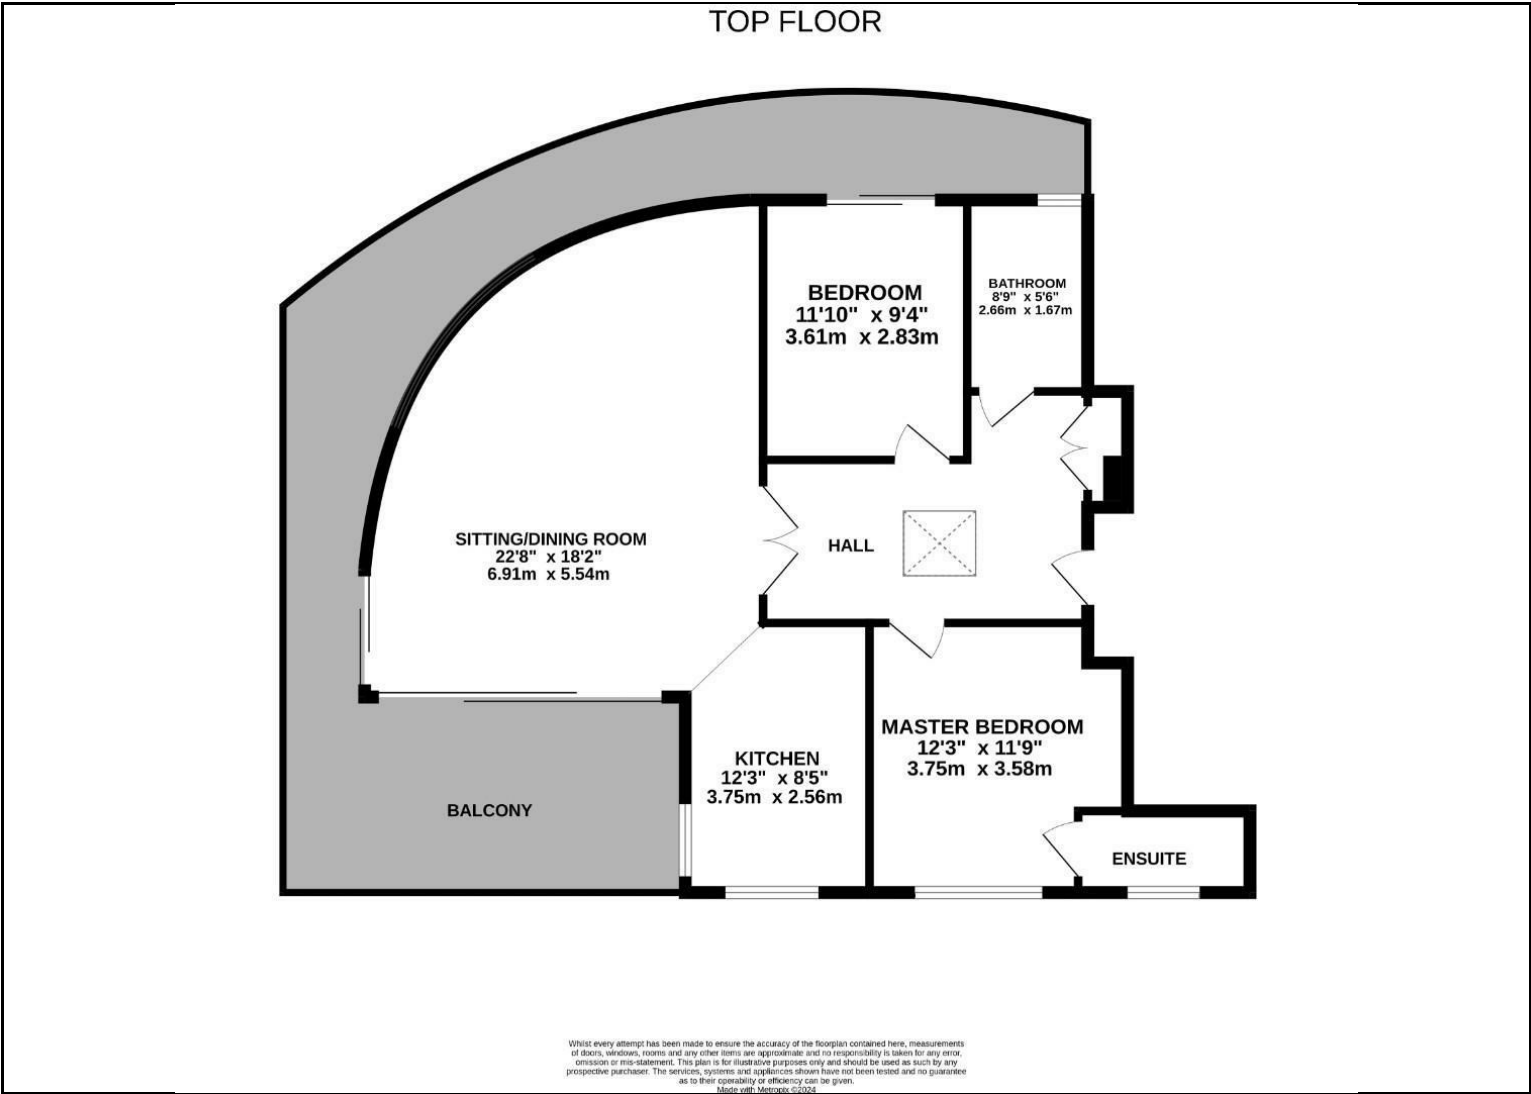 TOP FLOOR
BEDROOM
11'10" x 9'4"
3.61m x 2.83m
BATHROOM
8'9" x 5'6"
2.66m x 1.67m
SITTING/DINING ROOM
22'8" x 18'2"
6.91m x 5.54m
HALL
MASTER BEDROOM
12'3" x 11'9"
3.75m x 3.58m
KITCHEN
12'3" x 8'5"
3.75m x 2.56m
BALCONY
ENSUITE
Whilst every attempt has been made to ensure the accuracy of the floorplan contained here, measurements
of doors, windows, rooms and any other items are approximate and no responsibility is taken for any error,
omission or mis-statement. This plan is for illustrative purposes only and should be used as such by any
prospective purchaser. The services, systems and appliances shown have not been tested and no guarantee
as to their operability or efficiency can be given.
Made with Metropix ©2024